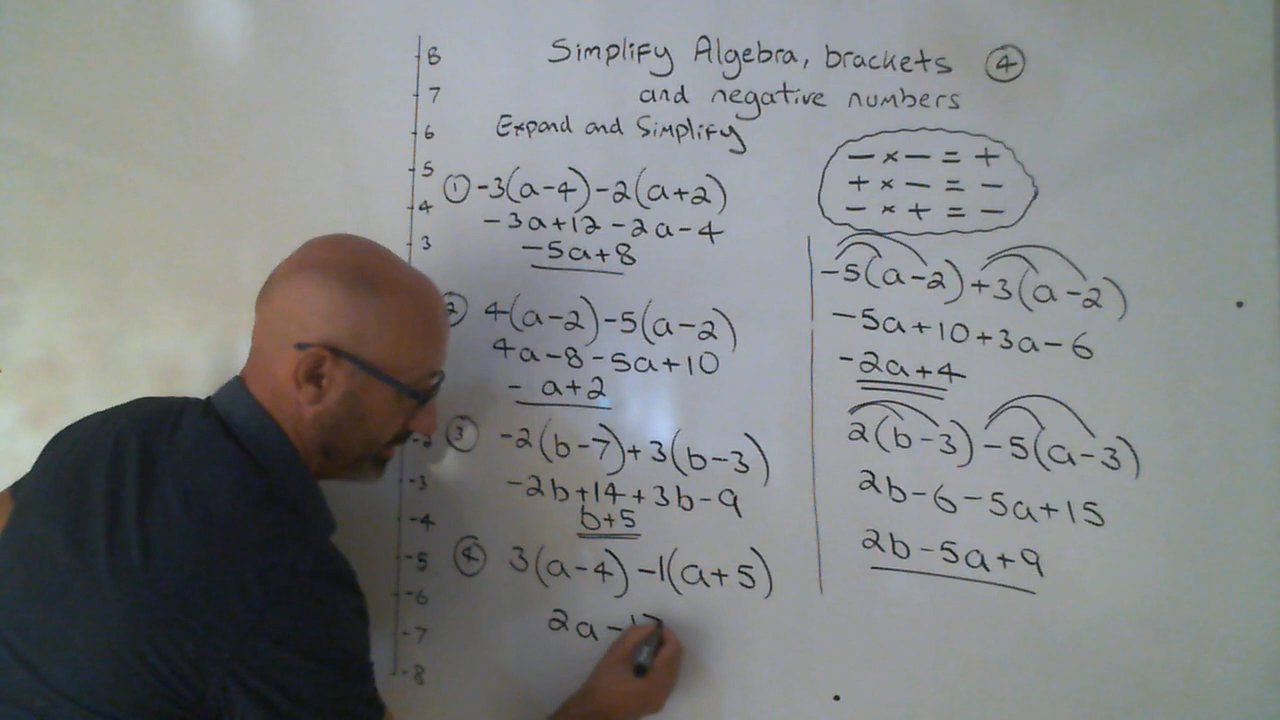 Simplify Algebra, brackets ④
and negative numbers
Expand and Simplify
8
7
6
5
4
3
-2
-3
-4
-5
-6
-7
-8
① -3(a-4)-2(a+2)
-3a+12-2a-4
-5a+8
② 4(a-2)-5(a-2)
4a-8-5a+10
-a+2
③ -2(b-7)+3(b-3)
-2b+14+3b-9
b+5
④ 3(a-4)-1(a+5)
2a-17
- × - = +
+ × - = -
- × + = -
-5(a-2)+3(a-2)
-5a+10+3a-6
-2a+4
2(b-3)-5(a-3)
2b-6-5a+15
2b-5a+9